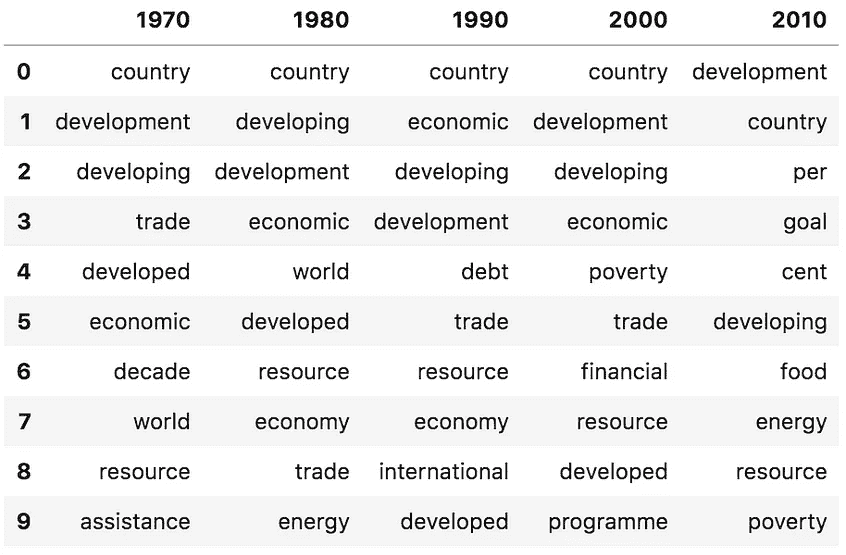 1970 1980 1990 2000 2010
0 country country country country development
1 development developing economic development country
2 developing development developing developing per
3 trade economic development economic goal
4 developed world debt poverty cent
5 economic developed trade trade developing
6 decade resource resource financial food
7 world economy economy resource energy
8 resource trade international developed resource
9 assistance energy developed programme poverty